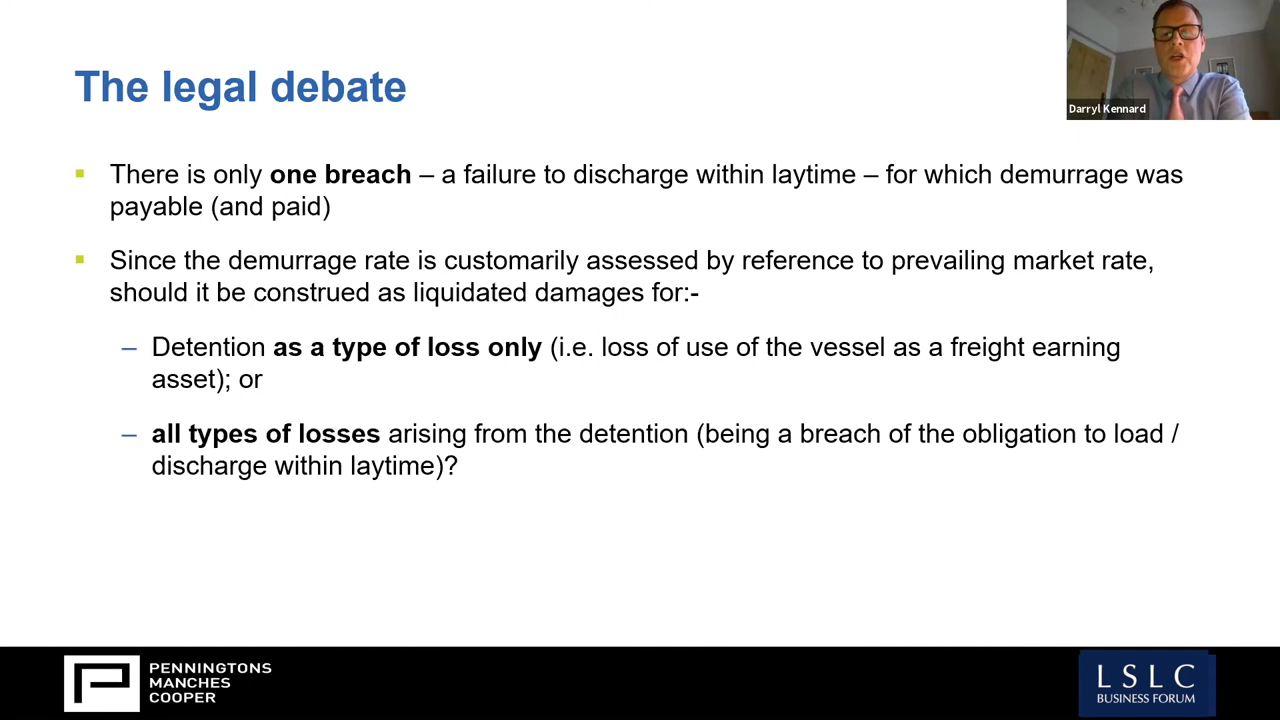 The legal debate
Darryl Kennard
▪ There is only one breach – a failure to discharge within laytime – for which demurrage was
payable (and paid)
▪ Since the demurrage rate is customarily assessed by reference to prevailing market rate,
should it be construed as liquidated damages for:-
– Detention as a type of loss only (i.e. loss of use of the vessel as a freight earning
asset); or
– all types of losses arising from the detention (being a breach of the obligation to load /
discharge within laytime)?
PENNINGTONS
MANCHES
COOPER
LSLC
BUSINESS FORUM